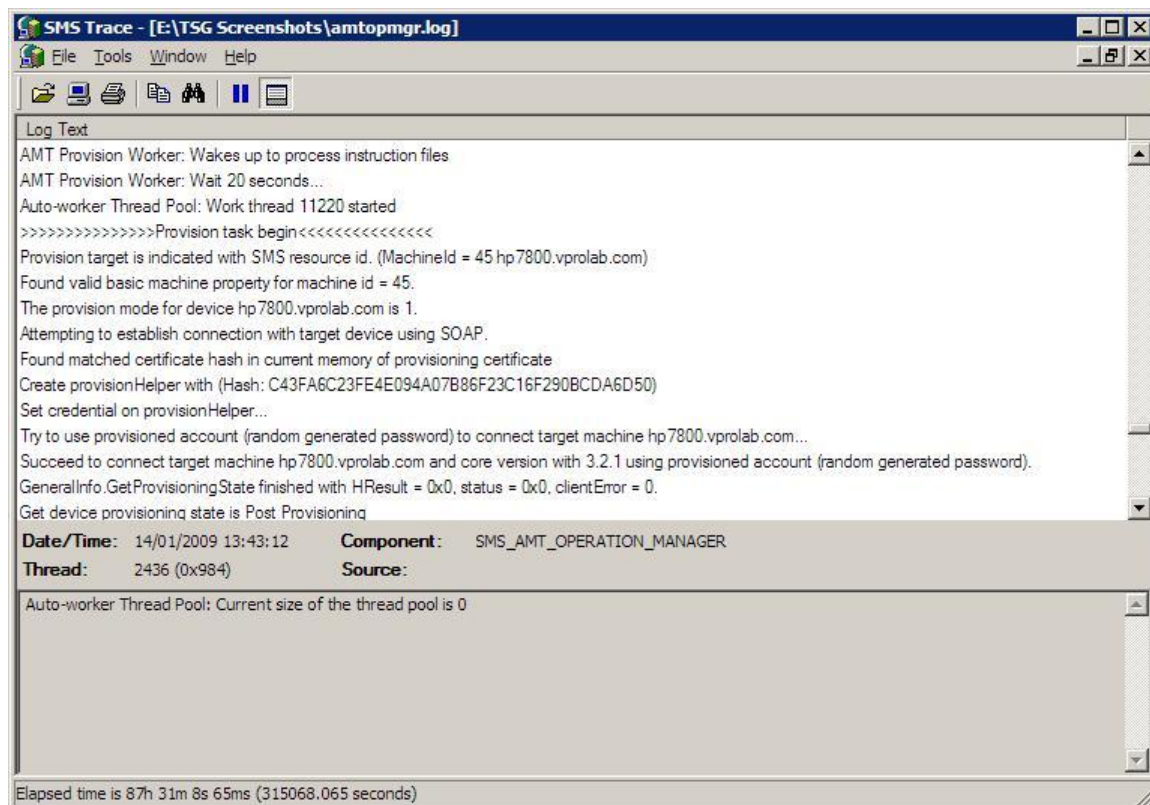 SMS Trace - [E:\TSG Screenshots\amtopmgr.log]
File Tools Window Help
Log Text
AMT Provision Worker: Wakes up to process instruction files
AMT Provision Worker: Wait 20 seconds...
Auto-worker Thread Pool: Work thread 11220 started
>>>>>>>>>>>>>>>Provision task begin<<<<<<<<<<<<<<<
Provision target is indicated with SMS resource id. (MachineId = 45 hp7800.vprolab.com)
Found valid basic machine property for machine id = 45.
The provision mode for device hp7800.vprolab.com is 1.
Attempting to establish connection with target device using SOAP.
Found matched certificate hash in current memory of provisioning certificate
Create provisionHelper with (Hash: C43FA6C23FE4E094A07B86F23C16F290BCDA6D50)
Set credential on provisionHelper...
Try to use provisioned account (random generated password) to connect target machine hp7800.vprolab.com...
Succeed to connect target machine hp7800.vprolab.com and core version with 3.2.1 using provisioned account (random generated password).
GeneralInfo.GetProvisioningState finished with HResult = 0x0, status = 0x0, clientError = 0.
Get device provisioning state is Post Provisioning
Date/Time: 14/01/2009 13:43:12 Component: SMS_AMT_OPERATION_MANAGER
Thread: 2436 (0x984) Source:
Auto-worker Thread Pool: Current size of the thread pool is 0
Elapsed time is 87h 31m 8s 65ms (315068.065 seconds)